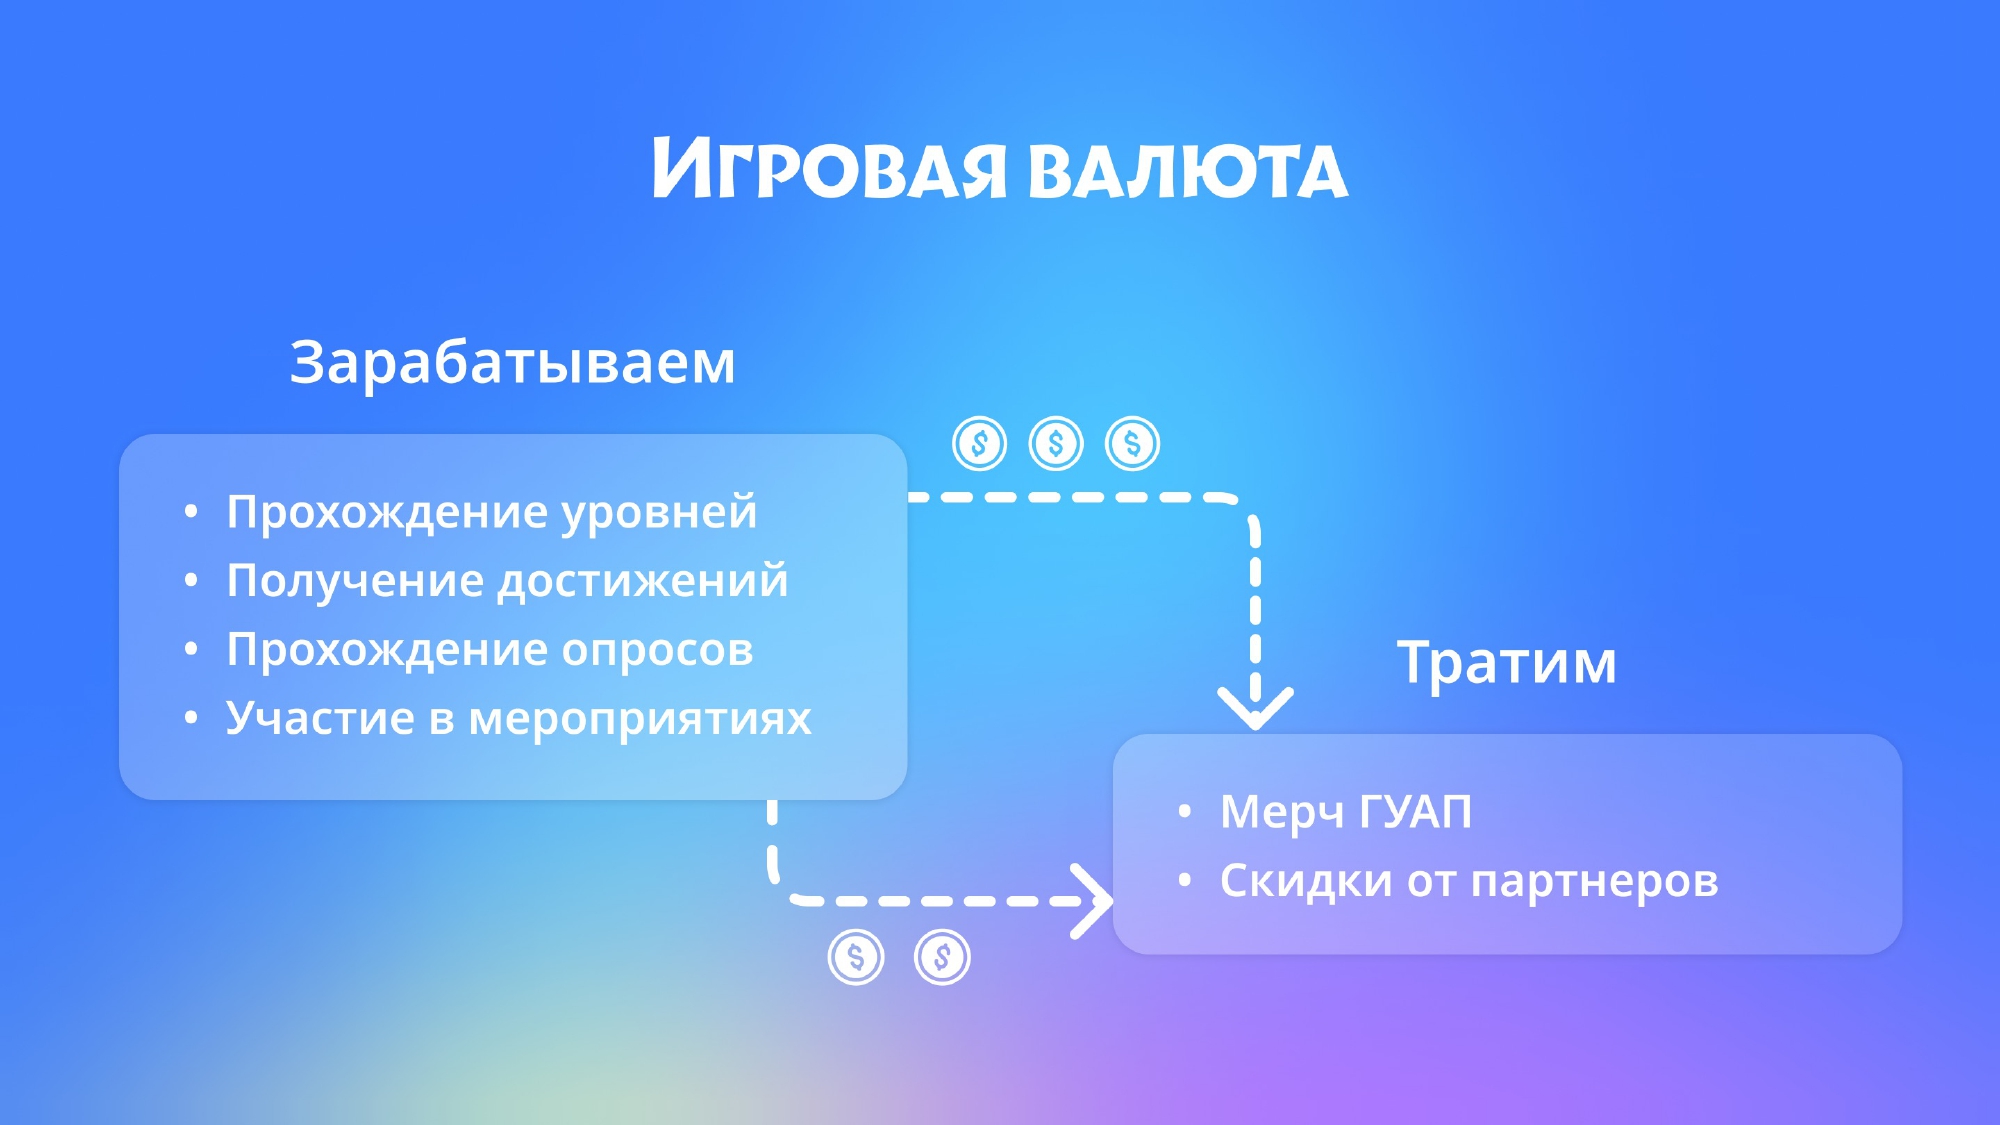 Игровая валюта
Зарабатываем
• Прохождение уровней
• Получение достижений
• Прохождение опросов
• Участие в мероприятиях
Тратим
• Мерч ГУАП
• Скидки от партнеров